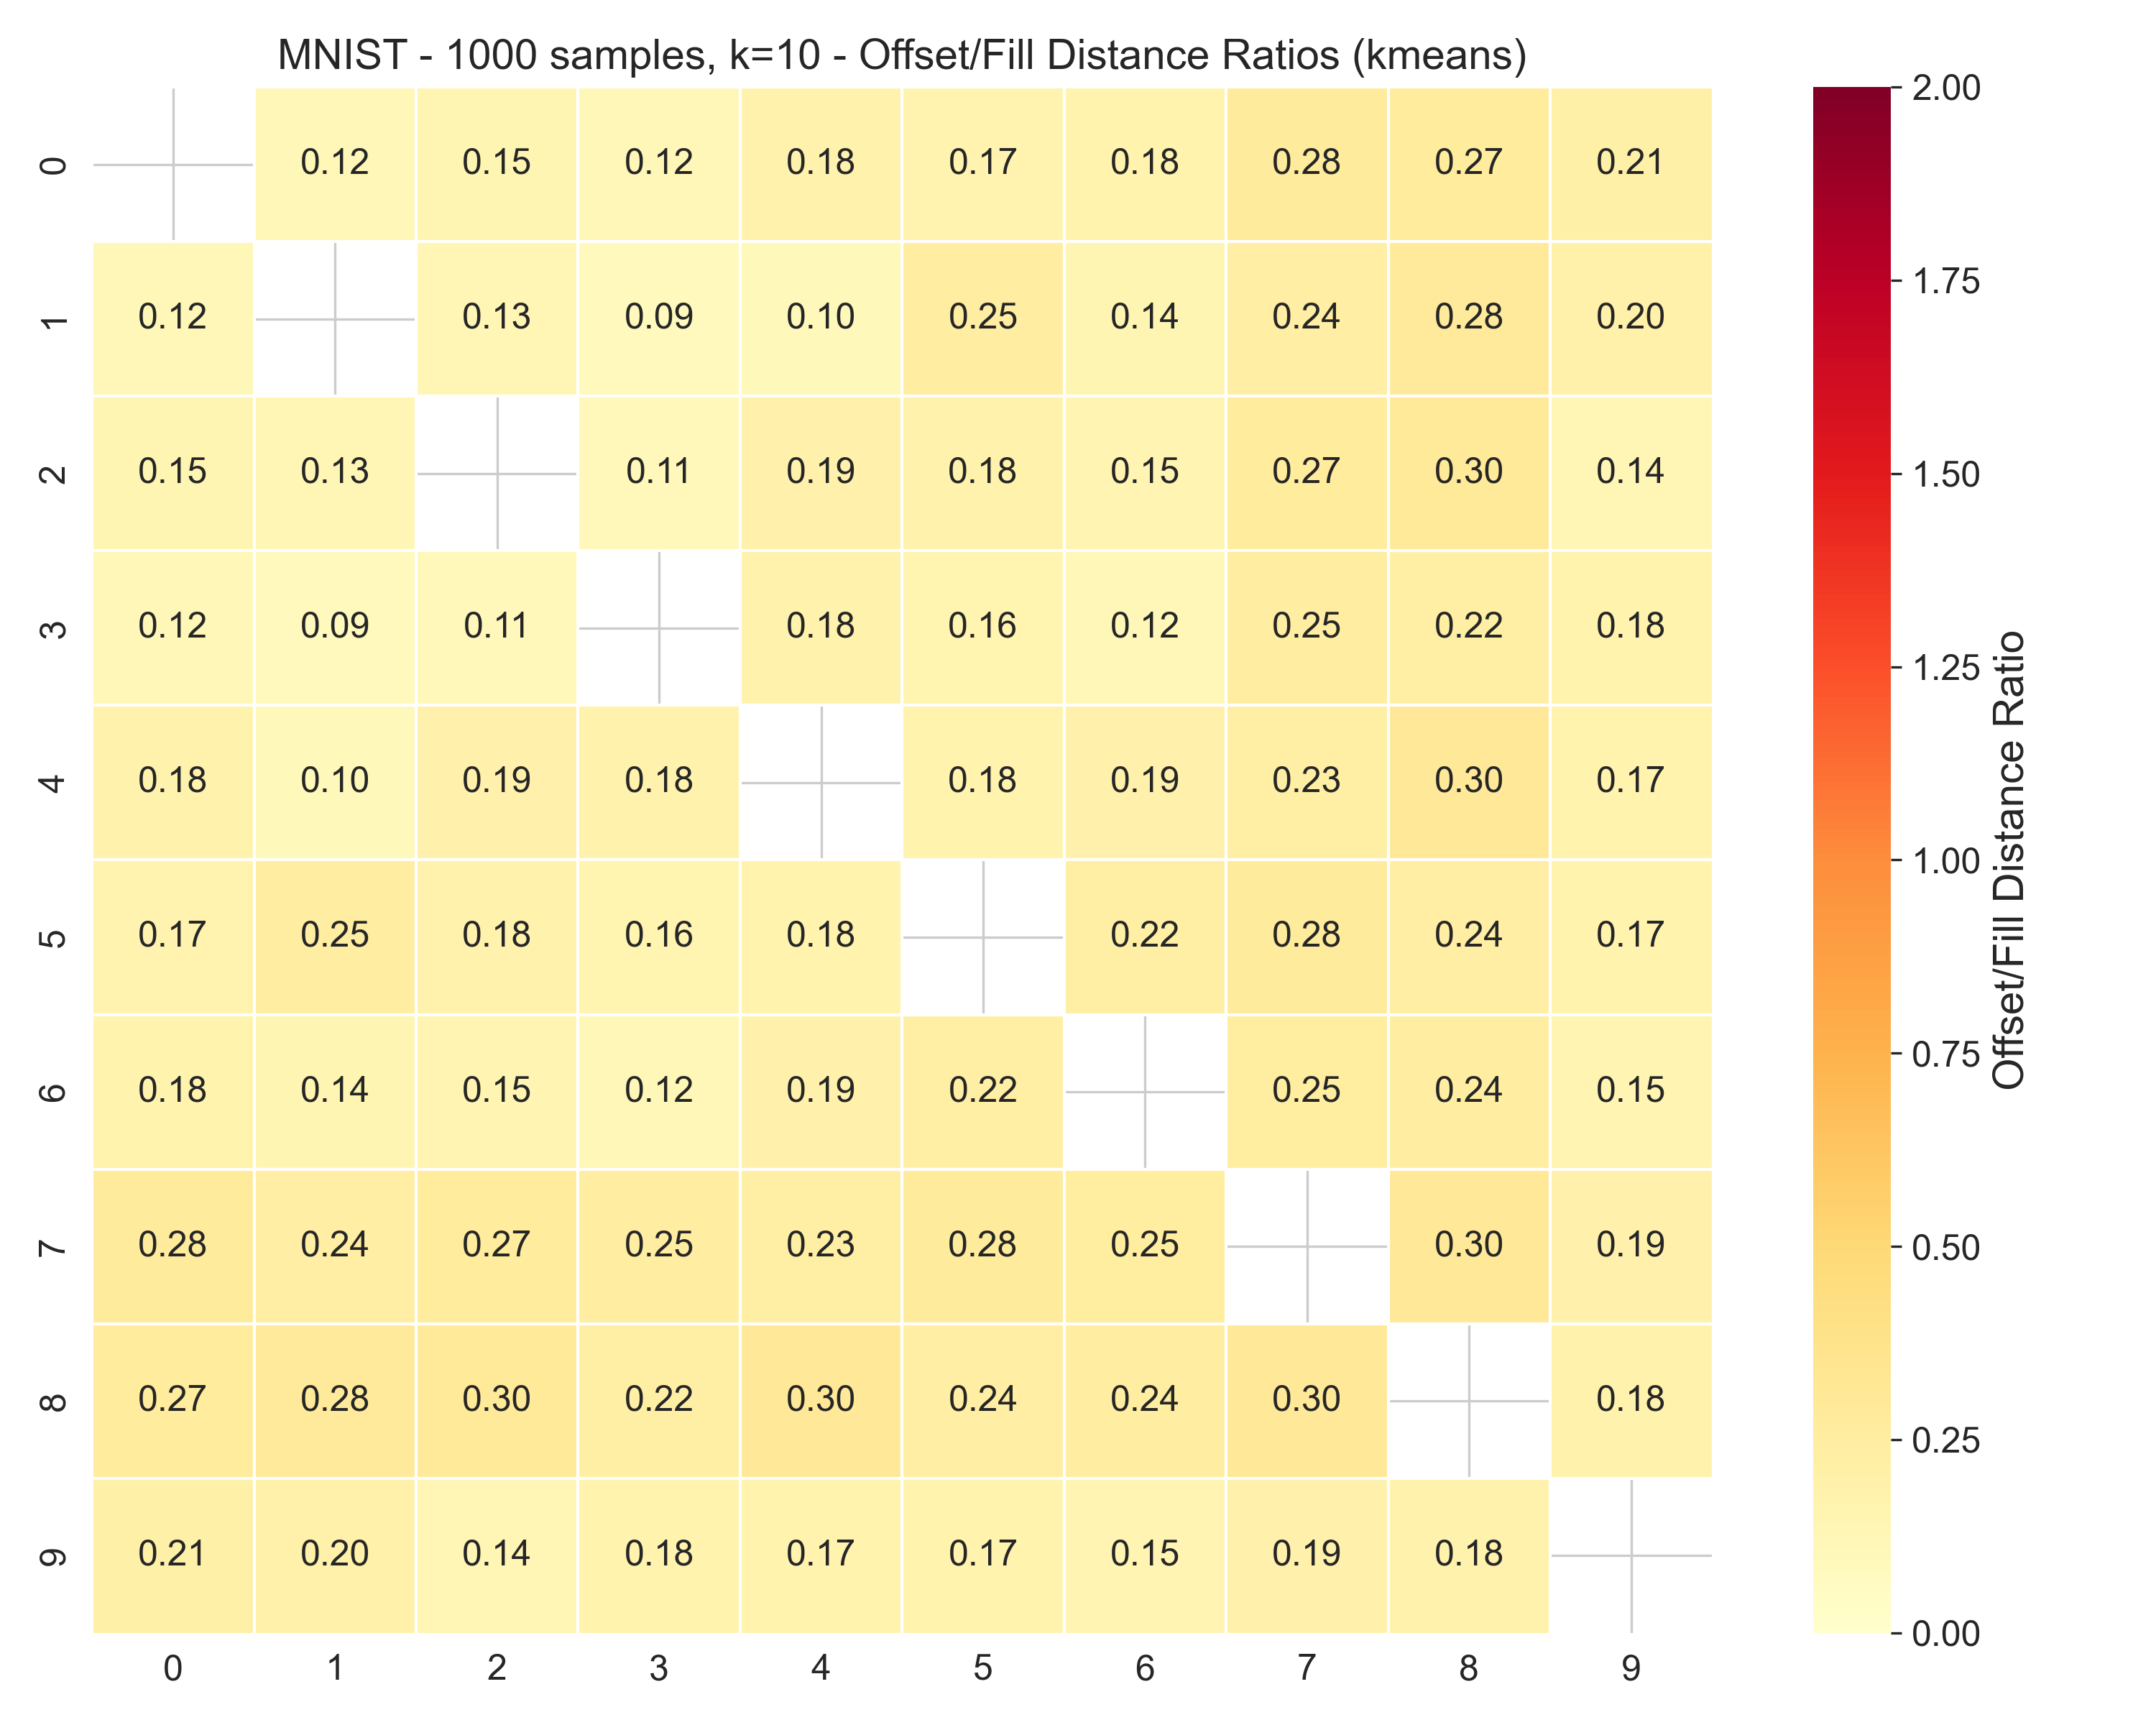 MNIST - 1000 samples, k=10 - Offset/Fill Distance Ratios (kmeans)
0 0.12 0.15 0.12 0.18 0.17 0.18 0.28 0.27 0.21
1 0.12 0.13 0.09 0.10 0.25 0.14 0.24 0.28 0.20
2 0.15 0.13 0.11 0.19 0.18 0.15 0.27 0.30 0.14
3 0.12 0.09 0.11 0.18 0.16 0.12 0.25 0.22 0.18
4 0.18 0.10 0.19 0.18 0.18 0.19 0.23 0.30 0.17
5 0.17 0.25 0.18 0.16 0.18 0.22 0.28 0.24 0.17
6 0.18 0.14 0.15 0.12 0.19 0.22 0.25 0.24 0.15
7 0.28 0.24 0.27 0.25 0.23 0.28 0.25 0.30 0.19
8 0.27 0.28 0.30 0.22 0.30 0.24 0.24 0.30 0.18
9 0.21 0.20 0.14 0.18 0.17 0.17 0.15 0.19 0.18
0 1 2 3 4 5 6 7 8 9
2.00
1.75
1.50
1.25
1.00
0.75
0.50
0.25
0.00
Offset/Fill Distance Ratio